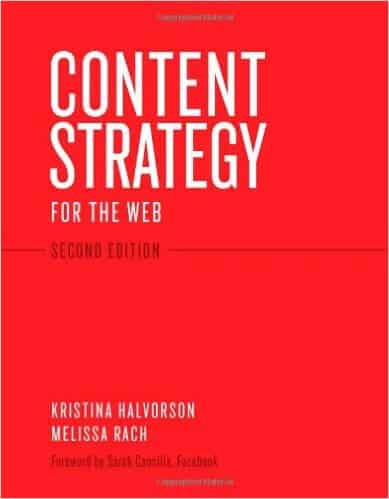 CONTENT
STRATEGY
FOR THE WEB
SECOND EDITION
KRISTINA HALVORSON
MELISSA RACH
Foreword by Sarah Cancilla, Facebook